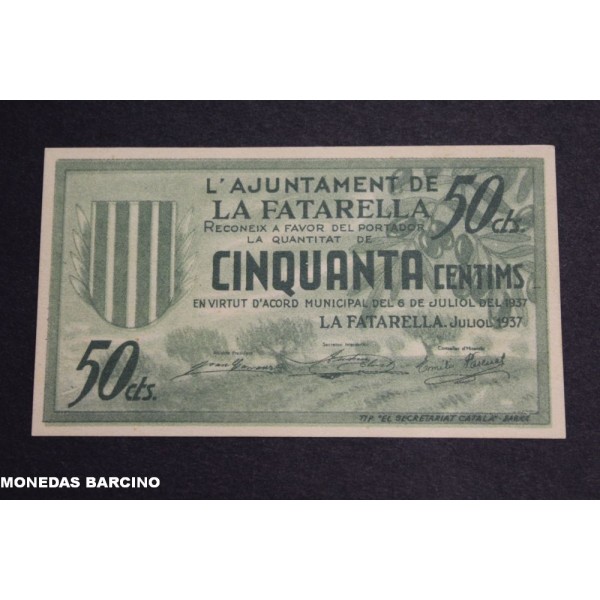 L'AJUNTAMENT DE
LA FATARELLA
RECONEIX A FAVOR DEL PORTADOR
LA QUANTITAT DE
50 cts.
CINQUANTA CENTIMS
EN VIRTUT D'ACORD MUNICIPAL DEL 6 DE JULIOL DEL 1937
LA FATARELLA. JULIOL 1937
50 cts.
TIP. "EL SECRETARIAT CATALÀ"
MONEDAS BARCINO